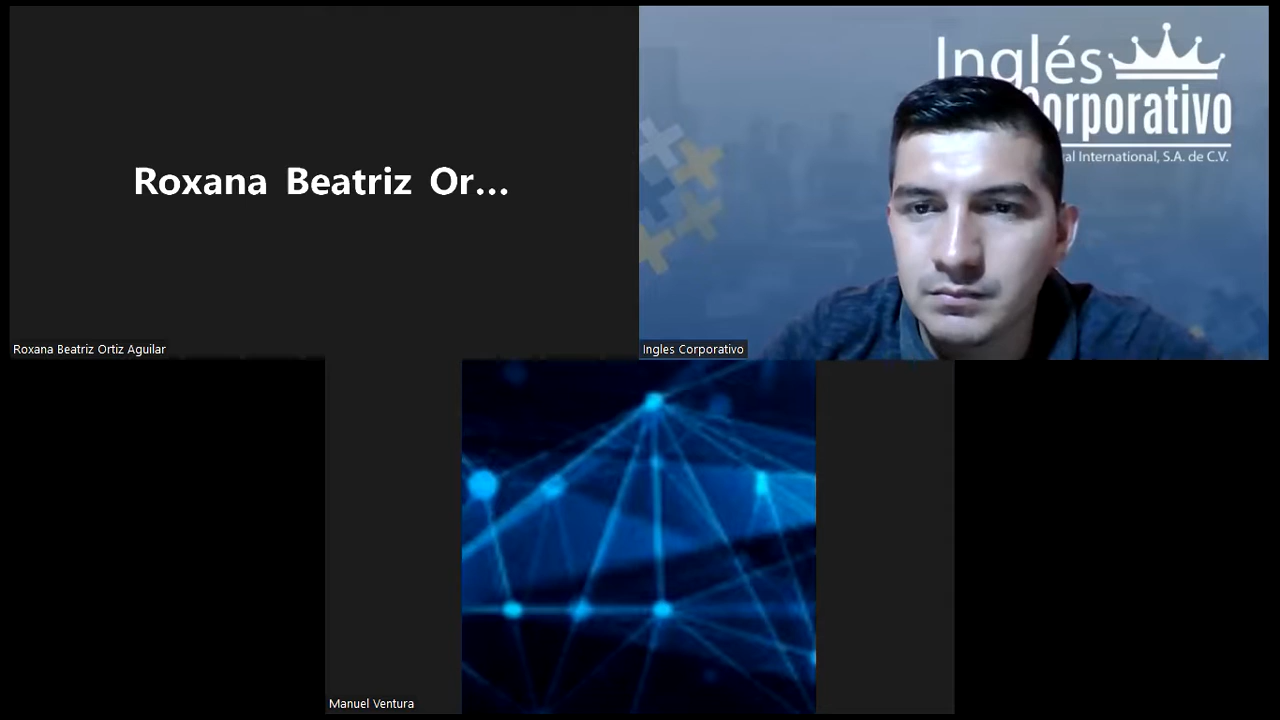 Roxana Beatriz Or...
Inglés
Corporativo
al International, S.A. de C.V.
Roxana Beatriz Ortiz Aguilar
Ingles Corporativo
Manuel Ventura